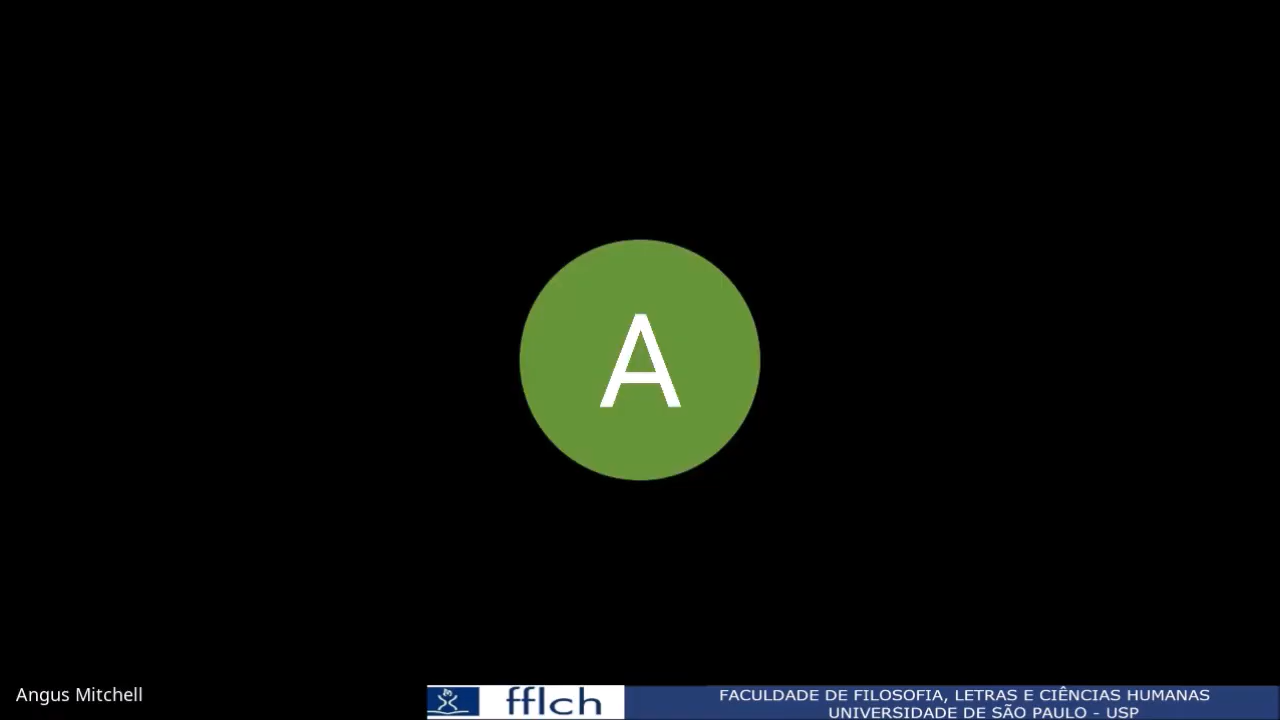 A
Angus Mitchell
fflch
FACULDADE DE FILOSOFIA, LETRAS E CIÊNCIAS HUMANAS
UNIVERSIDADE DE SÃO PAULO - USP